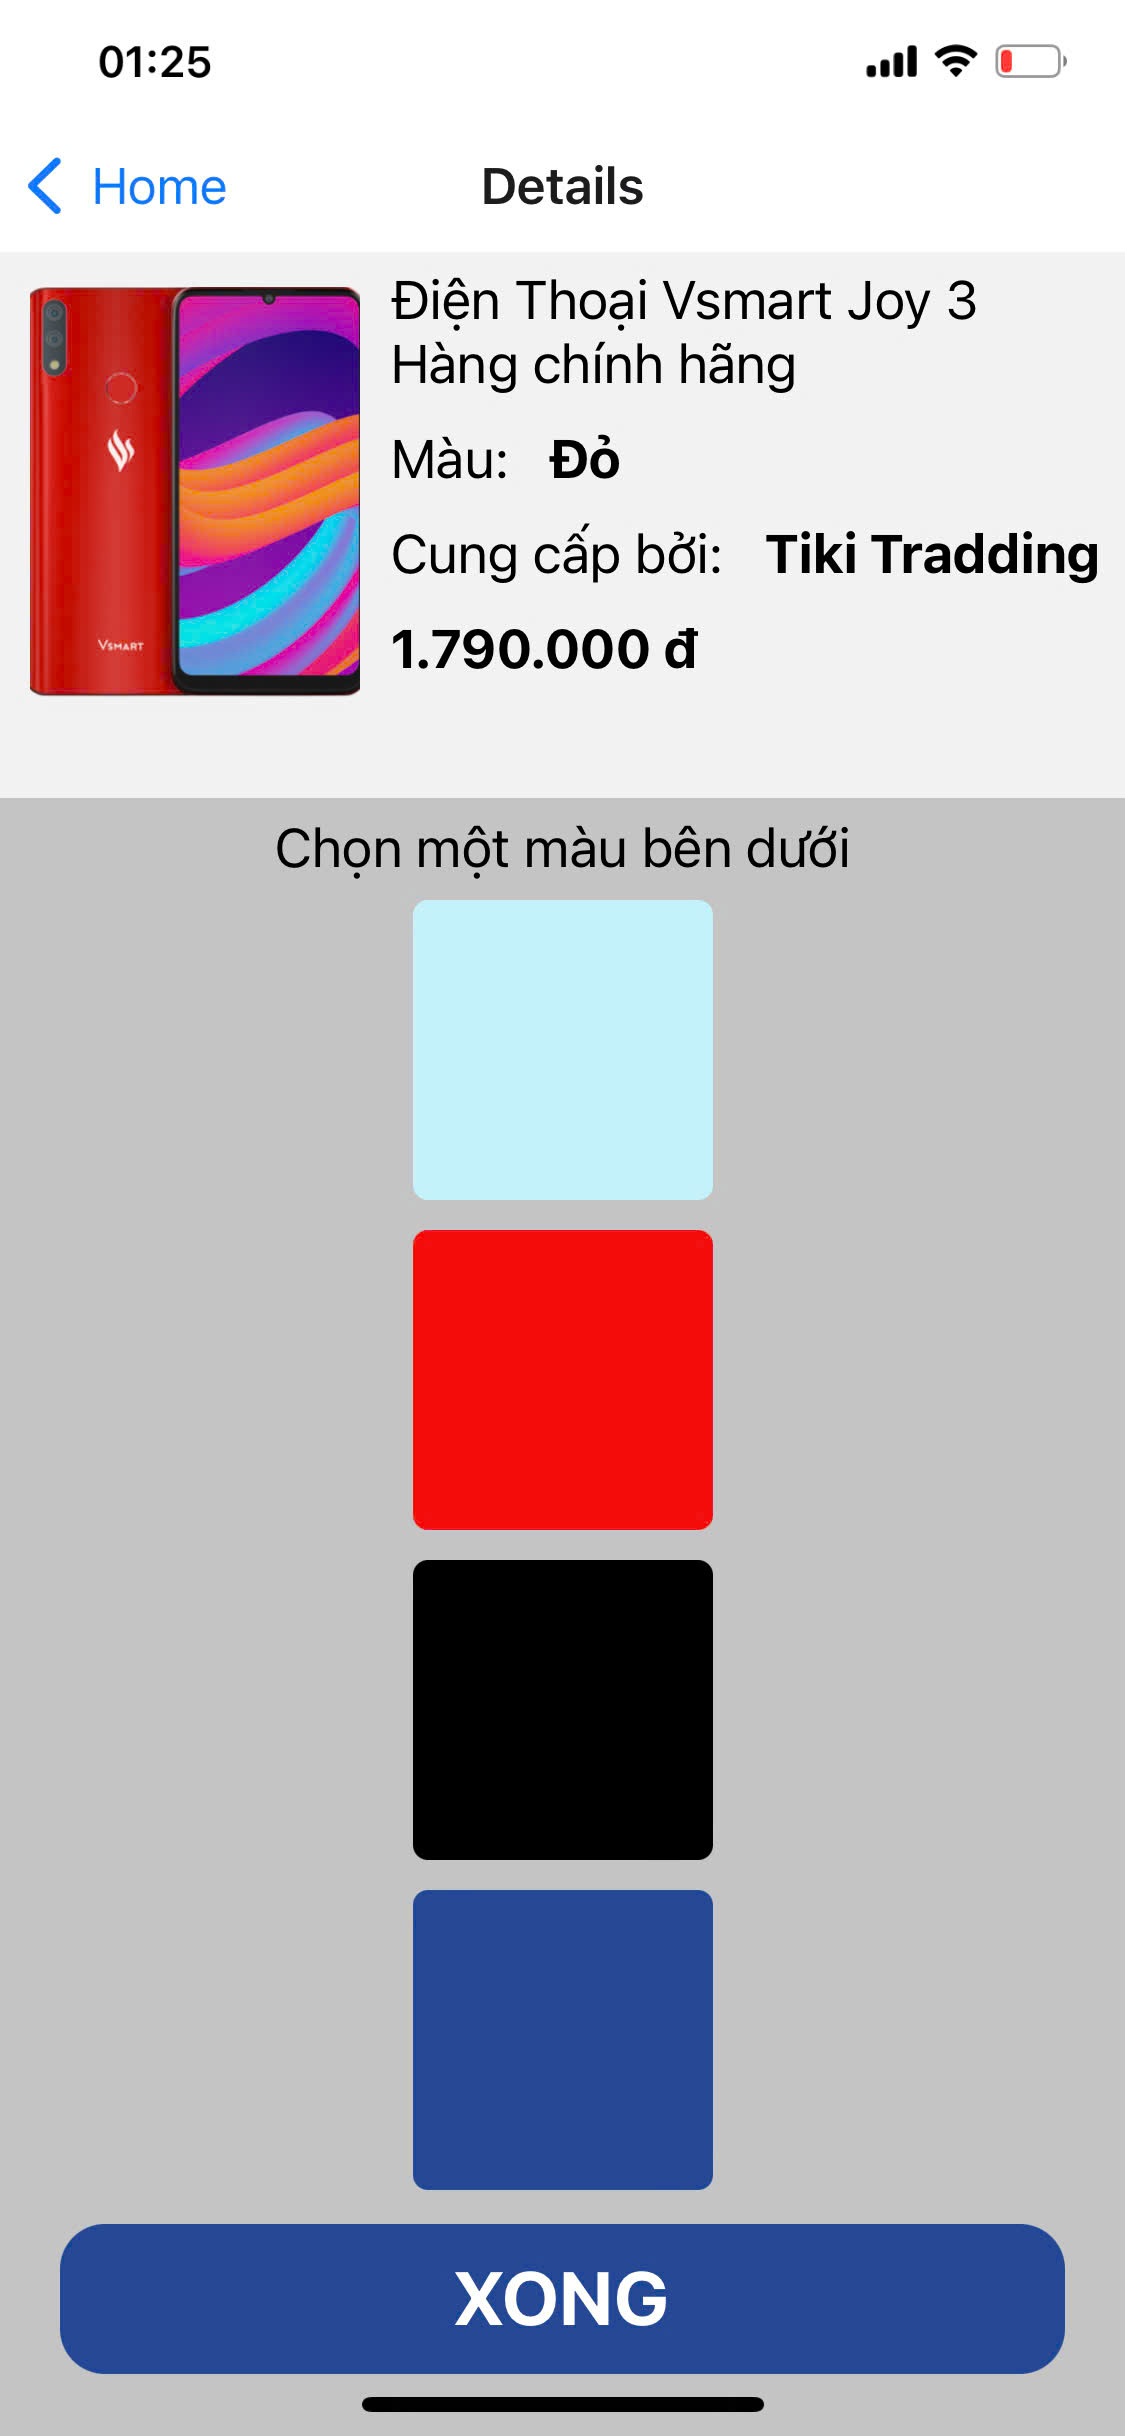 01:25
Home
Details
Điện Thoại Vsmart Joy 3
Hàng chính hãng
Màu: Đỏ
Cung cấp bởi: Tiki Tradding
1.790.000 đ
VSMART
Chọn một màu bên dưới
XONG